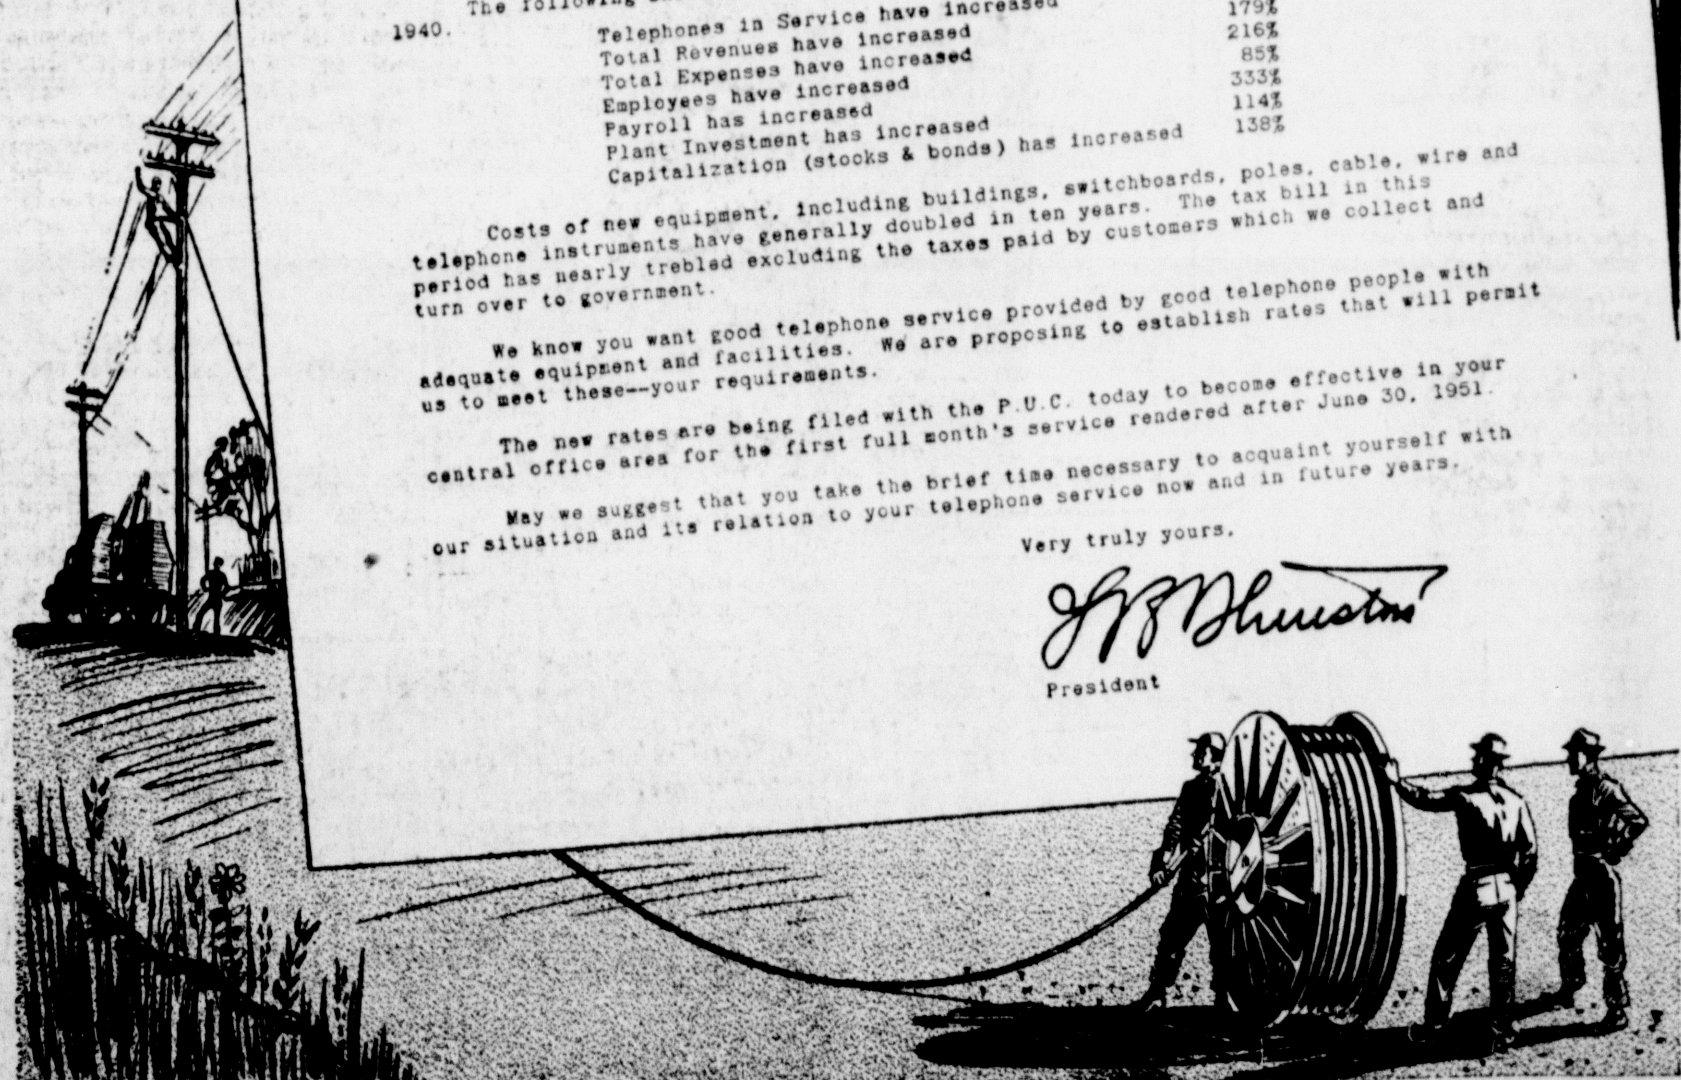 The following
1940.
Telephones in Service have increased
Total Revenues have increased 179%
Total Expenses have increased 216%
Employees have increased 85%
Payroll has increased 333%
Plant Investment has increased 114%
Capitalization (stocks & bonds) has increased 138%
Costs of new equipment, including buildings, switchboards, poles, cable, wire and
telephone instruments have generally doubled in ten years. The tax bill in this
period has nearly trebled excluding the taxes paid by customers which we collect and
turn over to government.
We know you want good telephone service provided by good telephone people with
adequate equipment and facilities. We are proposing to establish rates that will permit
us to meet these--your requirements.
The new rates are being filed with the P.U.C. today to become effective in your
central office area for the first full month's service rendered after June 30, 1951.
May we suggest that you take the brief time necessary to acquaint yourself with
our situation and its relation to your telephone service now and in future years.
Very truly yours,
President